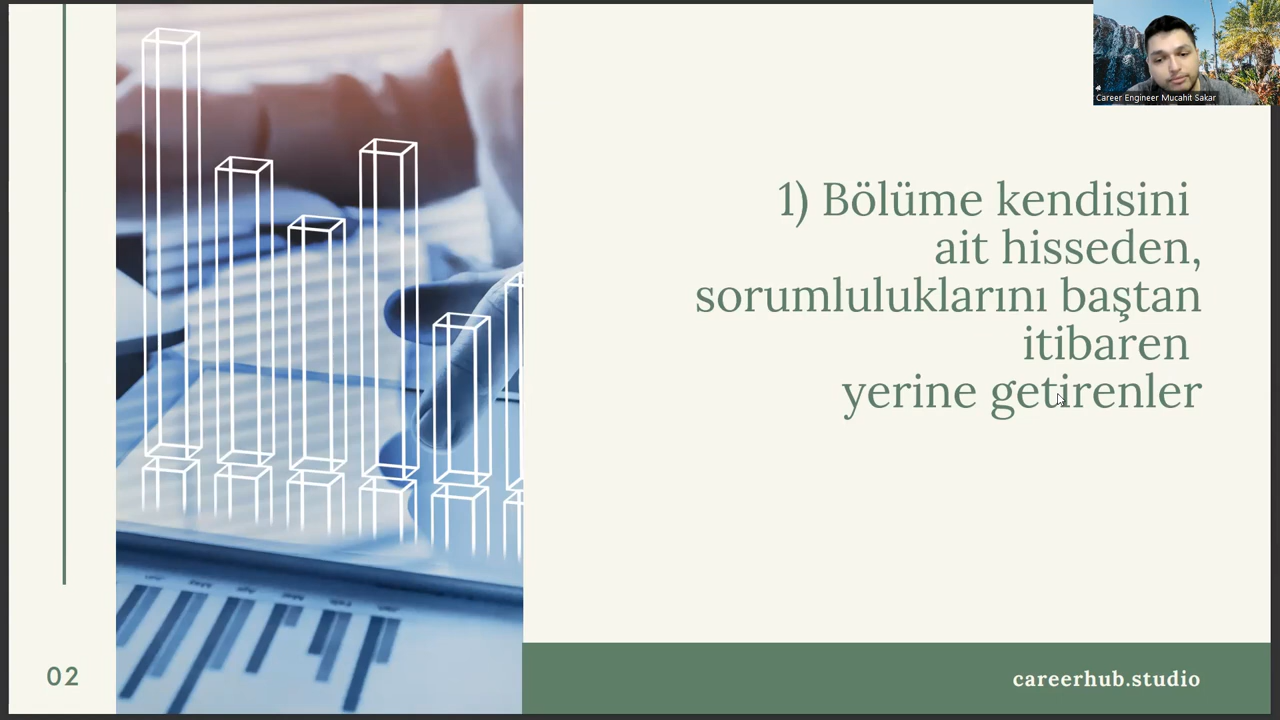 Career Engineer Mucahit Sakar
1) Bölüme kendisini
ait hisseden,
sorumluluklarını baştan
itibaren
yerine getirenler
02
careerhub.studio